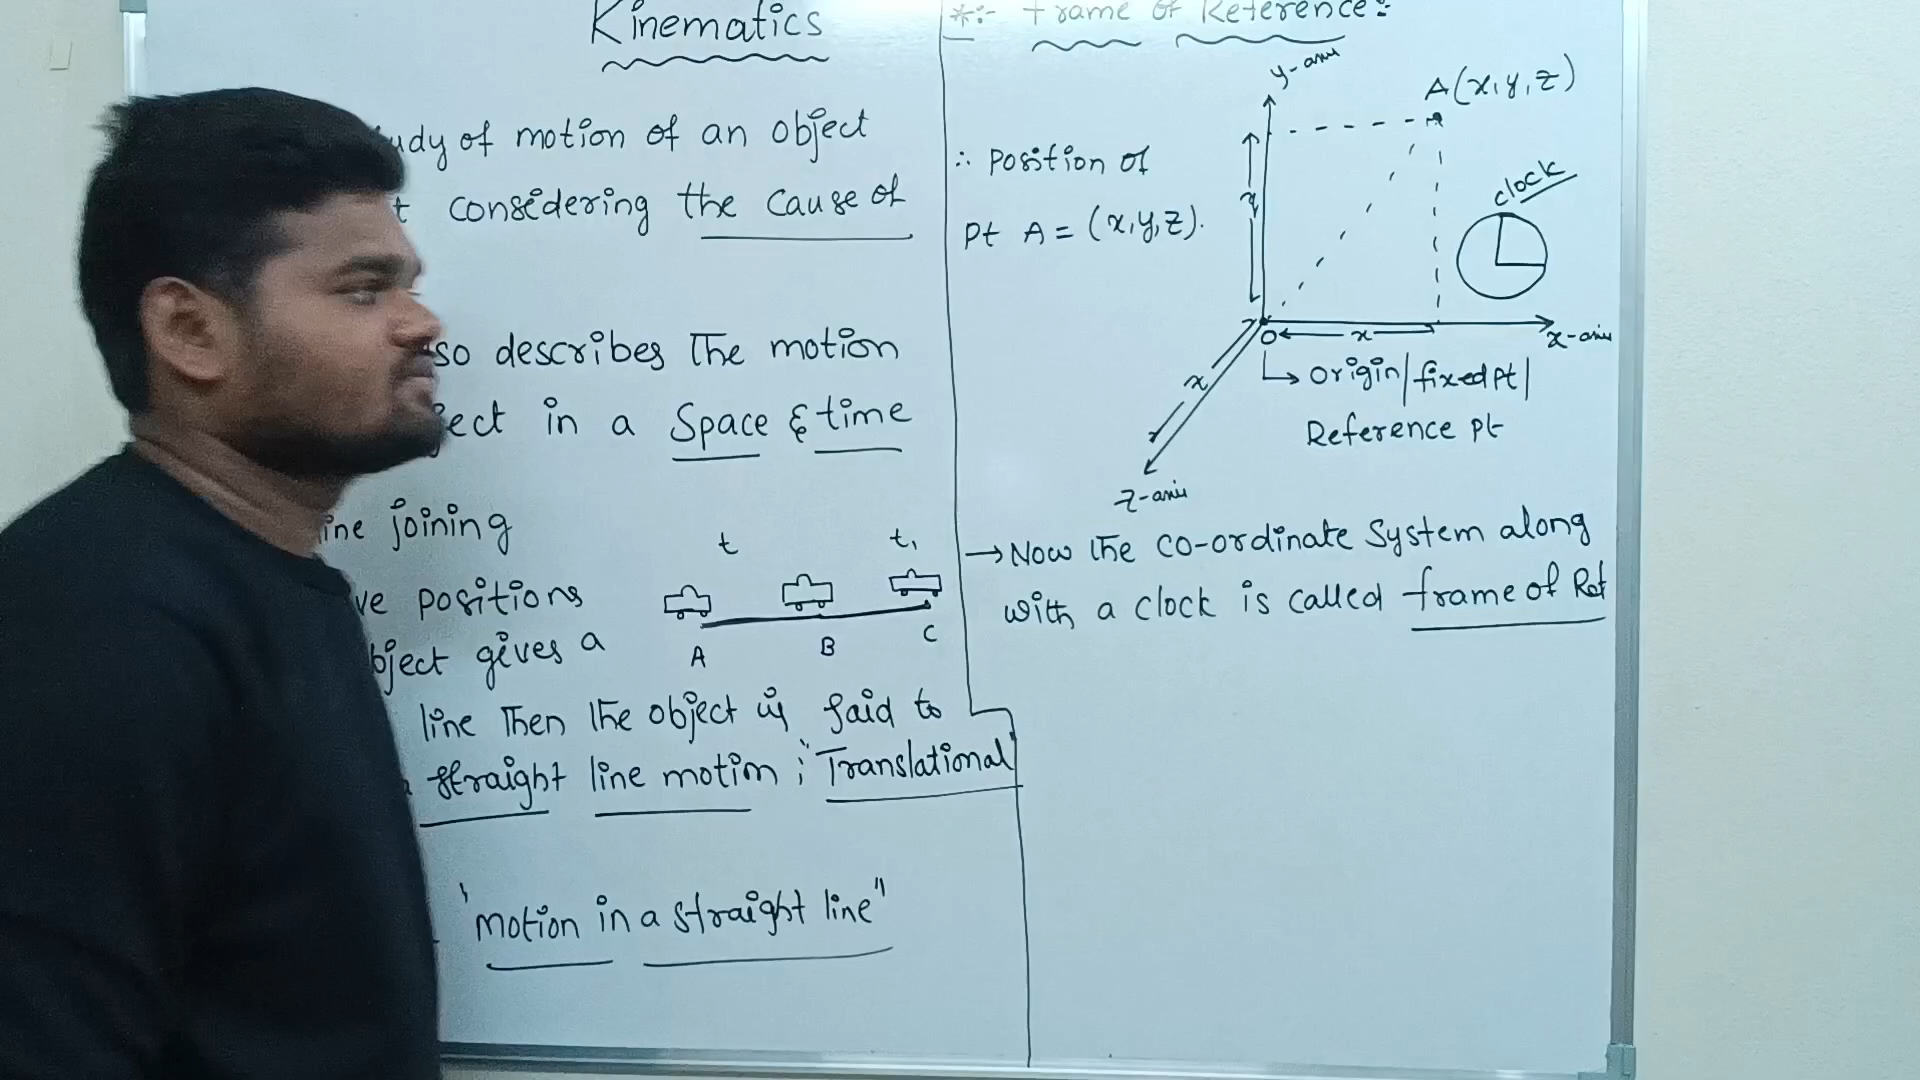 Kinematics
udy of motion of an object
t considering the cause of
so describes the motion
ject in a Space & time
ine joining
ve positions
bject gives a
line then the object is said to
straight line motion ; "Translational"
"motion in a straight line"
t
t1
A
B
C
*:- frame of Reference:-
y-axis
A(x,y,z)
∴ position of
pt A = (x,y,z).
clock
y
x
x-axis
O
x
→ origin/fixed pt/
Reference pt
z-axis
→ Now the co-ordinate system along
with a clock is called frame of Ref